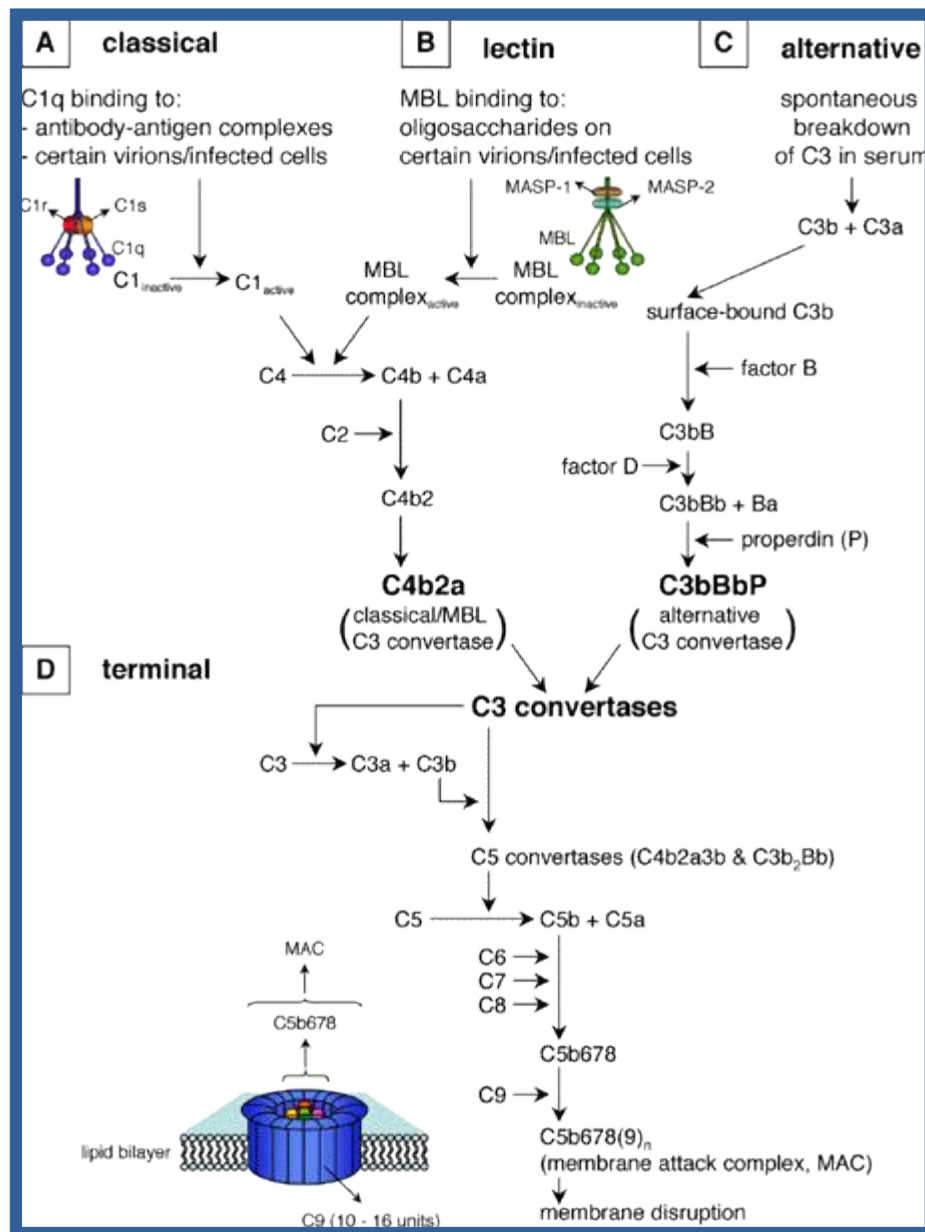 A classical
C1q binding to:
- antibody-antigen complexes
- certain virions/infected cells
C1r
C1s
C1q
C1inactive
C1active
B lectin
MBL binding to:
oligosaccharides on
certain virions/infected cells
MASP-1
MASP-2
MBL
MBL
complexactive
MBL
complexinactive
C4
C4b + C4a
C2
C4b2
C4b2a
(classical/MBL
C3 convertase)
C alternative
spontaneous
breakdown
of C3 in serum
C3b + C3a
surface-bound C3b
factor B
C3bB
factor D
C3bBb + Ba
properdin (P)
C3bBbP
(alternative
C3 convertase)
D terminal
C3 convertases
C3
C3a + C3b
C5 convertases (C4b2a3b & C3b2Bb)
C5
C5b + C5a
C6
C7
C8
C5b678
C9
C5b678(9)n
(membrane attack complex, MAC)
membrane disruption
MAC
C5b678
lipid bilayer
C9 (10 - 16 units)